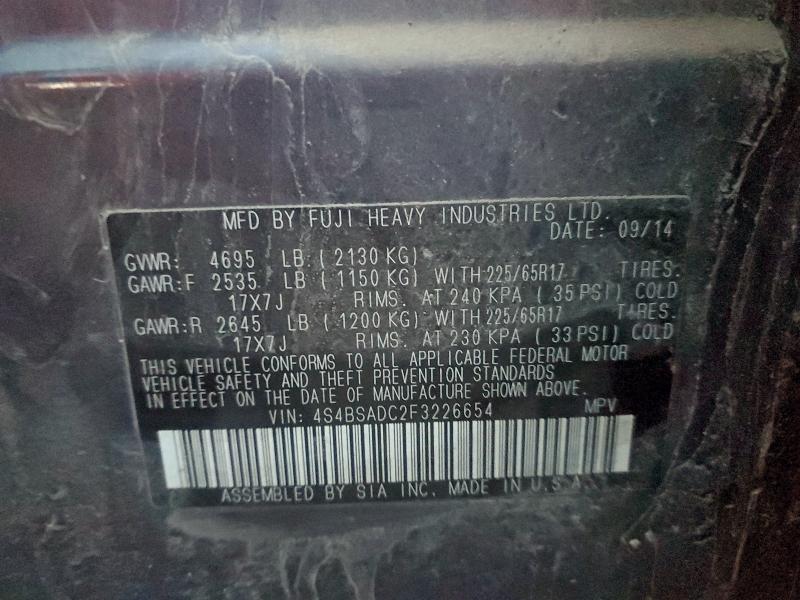 MFD BY FUJI HEAVY INDUSTRIES LTD.
DATE: 09/14
GVWR: 4695 LB ( 2130 KG)
GAWR:F 2535 LB ( 1150 KG) WITH 225/65R17 TIRES.
17X7J RIMS. AT 240 KPA ( 35 PSI) COLD
GAWR:R 2645 LB ( 1200 KG) WITH 225/65R17 TIRES.
17X7J RIMS. AT 230 KPA ( 33 PSI) COLD
THIS VEHICLE CONFORMS TO ALL APPLICABLE FEDERAL MOTOR
VEHICLE SAFETY AND THEFT PREVENTION STANDARDS
IN EFFECT ON THE DATE OF MANUFACTURE SHOWN ABOVE.
VIN: 4S4BSADC2F3226654 MPV
ASSEMBLED BY SIA INC. MADE IN U.S.A.